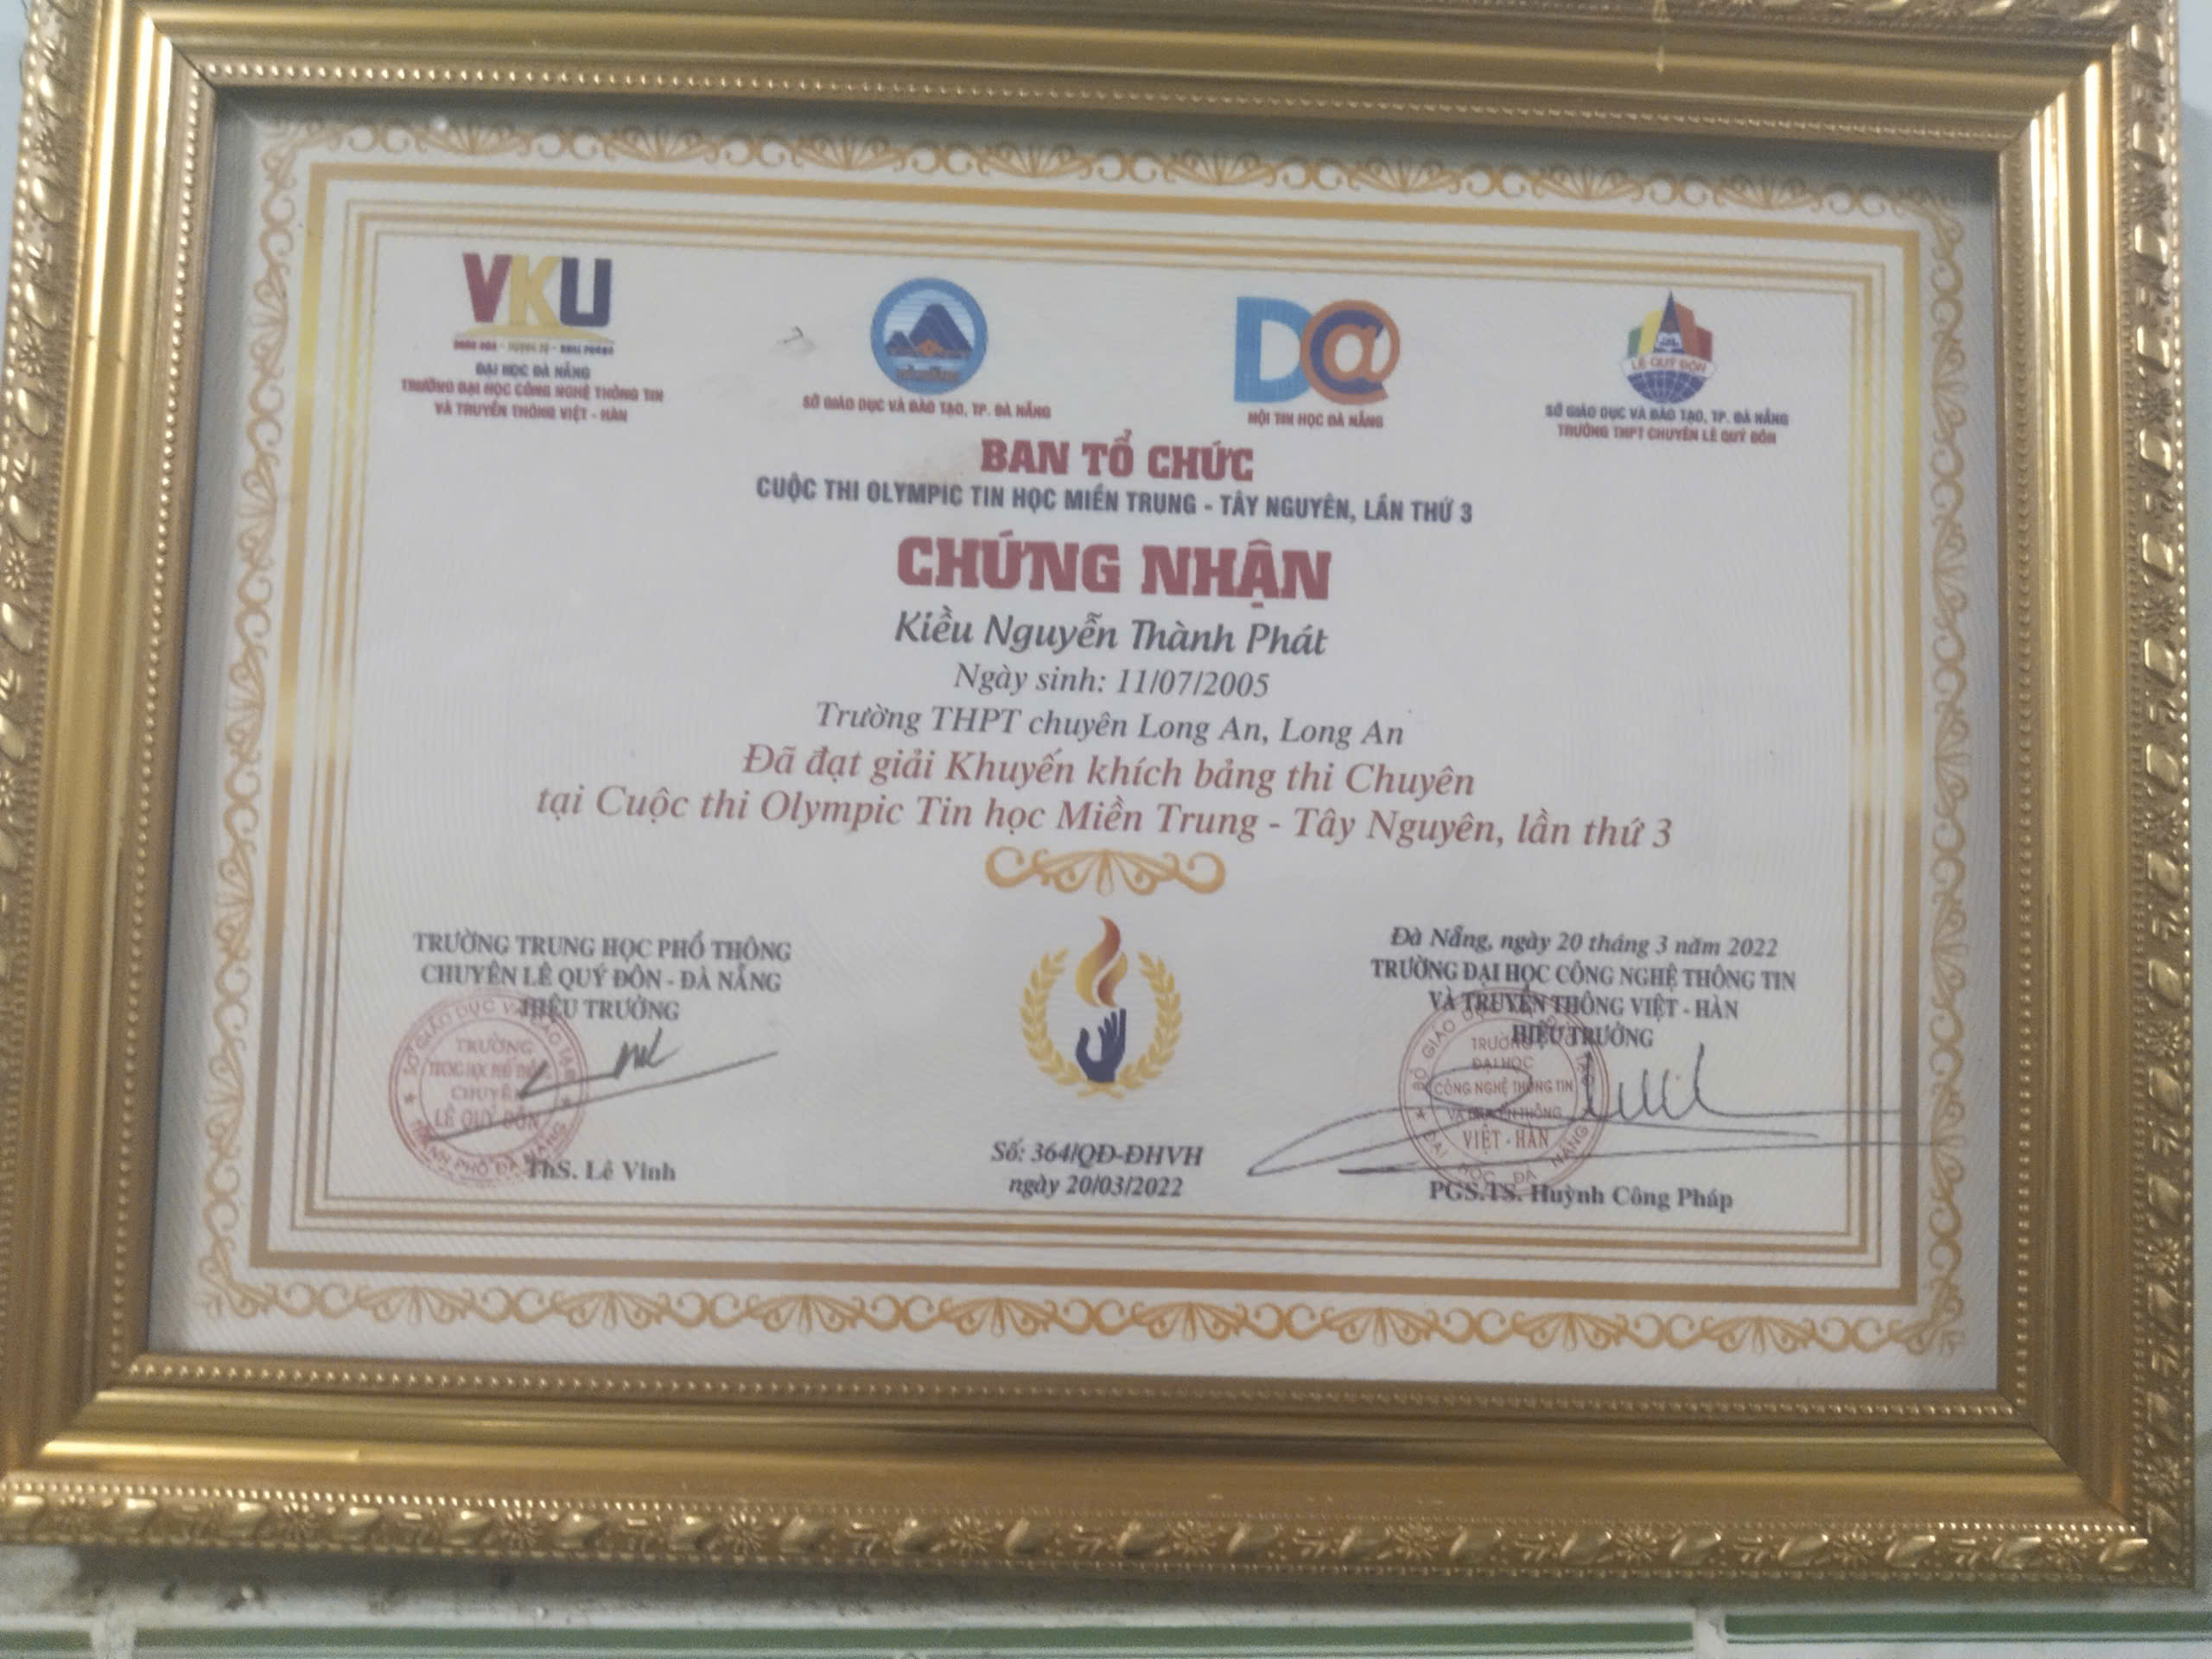 VKU
ĐẠI HỌC ĐÀ NẴNG
TRƯỜNG ĐẠI HỌC CÔNG NGHỆ THÔNG TIN
VÀ TRUYỀN THÔNG VIỆT - HÀN
SỞ GIÁO DỤC VÀ ĐÀO TẠO, TP. ĐÀ NẴNG
D@
HỘI TIN HỌC ĐÀ NẴNG
LÊ QUÝ ĐÔN
SỞ GIÁO DỤC VÀ ĐÀO TẠO, TP. ĐÀ NẴNG
TRƯỜNG THPT CHUYÊN LÊ QUÝ ĐÔN
BAN TỔ CHỨC
CUỘC THI OLYMPIC TIN HỌC MIỀN TRUNG - TÂY NGUYÊN, LẦN THỨ 3
CHỨNG NHẬN
Kiều Nguyễn Thành Phát
Ngày sinh: 11/07/2005
Trường THPT chuyên Long An, Long An
Đã đạt giải Khuyến khích bảng thi Chuyên
tại Cuộc thi Olympic Tin học Miền Trung - Tây Nguyên, lần thứ 3
TRƯỜNG TRUNG HỌC PHỔ THÔNG
CHUYÊN LÊ QUÝ ĐÔN - ĐÀ NẴNG
HIỆU TRƯỞNG
SỞ GIÁO DỤC VÀ ĐÀO TẠO
TRƯỜNG
TRUNG HỌC PHỔ THÔNG
CHUYÊN
LÊ QUÝ ĐÔN
THÀNH PHỐ ĐÀ NẴNG
ThS. Lê Vinh
Số: 364/QĐ-ĐHVH
ngày 20/03/2022
Đà Nẵng, ngày 20 tháng 3 năm 2022
TRƯỜNG ĐẠI HỌC CÔNG NGHỆ THÔNG TIN
VÀ TRUYỀN THÔNG VIỆT - HÀN
HIỆU TRƯỞNG
TRƯỜNG
ĐẠI HỌC
CÔNG NGHỆ THÔNG TIN
VÀ TRUYỀN THÔNG
VIỆT - HÀN
ĐẠI HỌC ĐÀ NẴNG
PGS.TS. Huỳnh Công Pháp